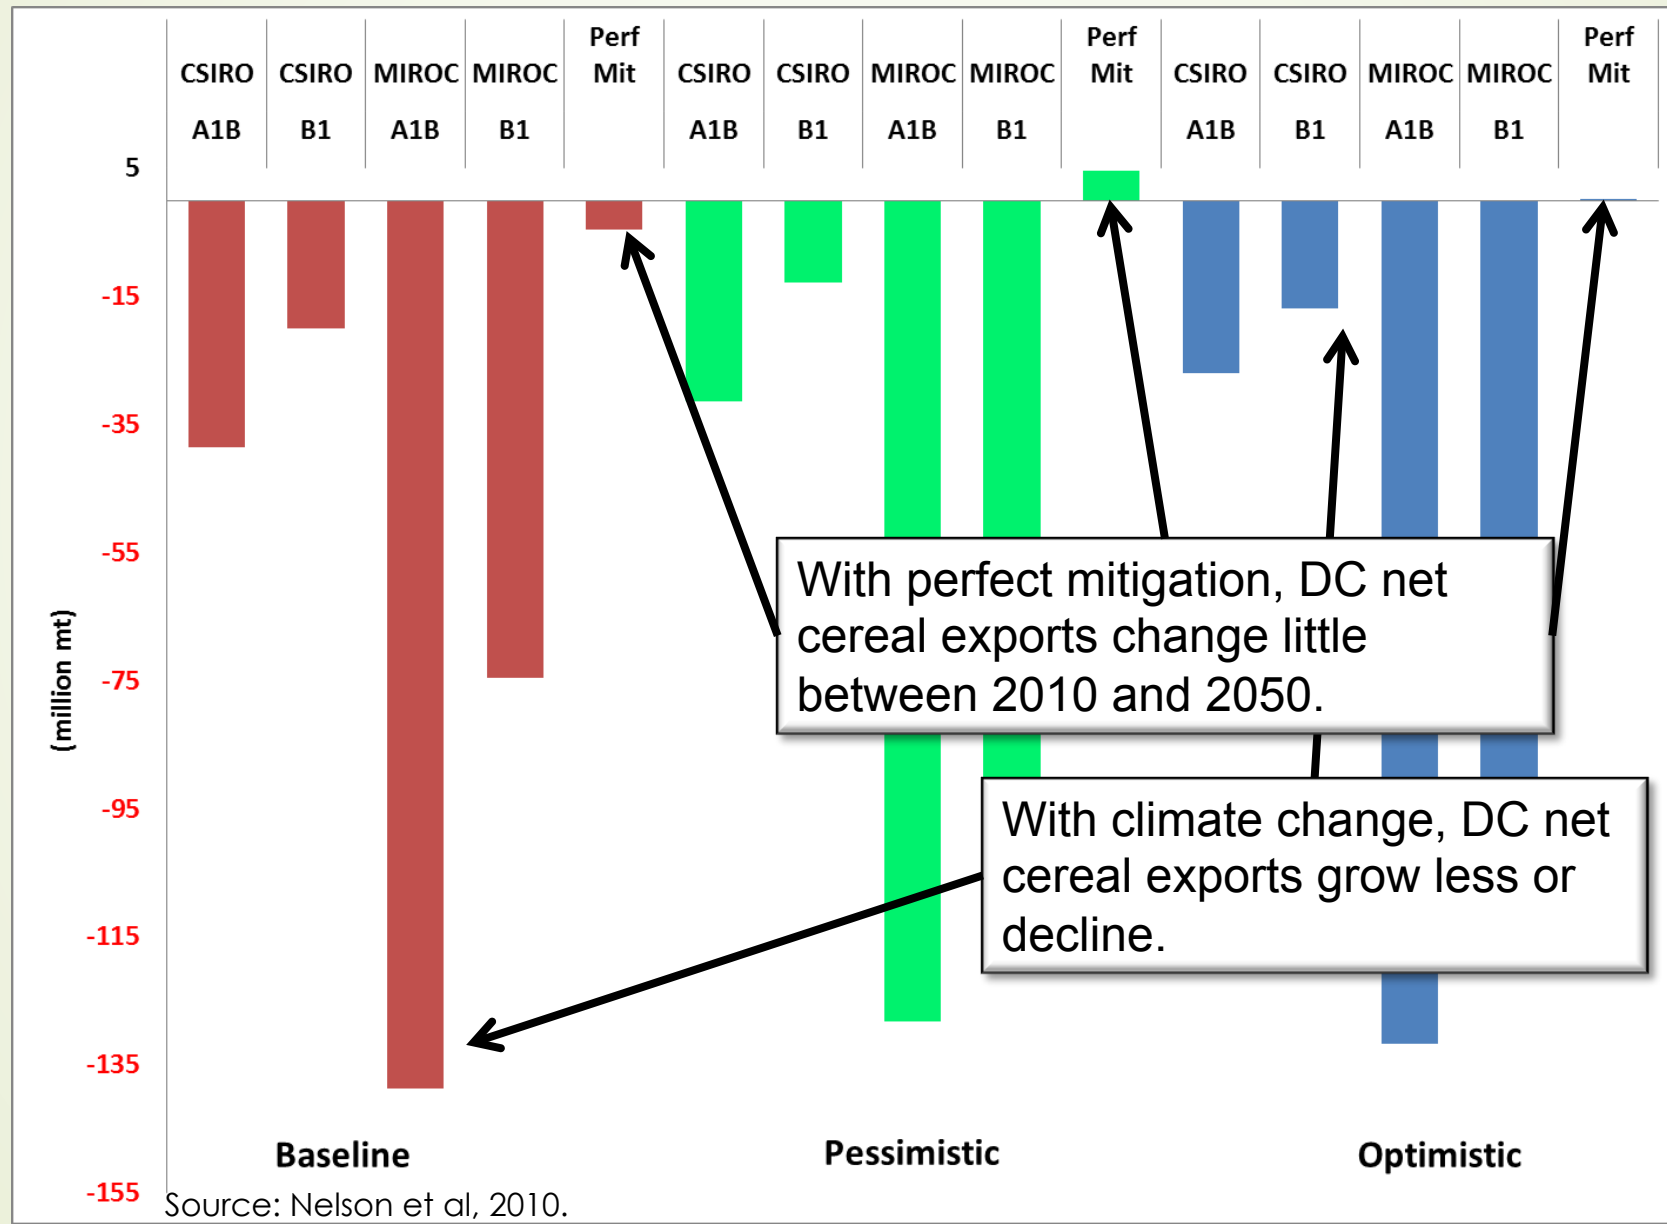 Perf Perf Perf
CSIRO CSIRO MIROC MIROC Mit CSIRO CSIRO MIROC MIROC Mit CSIRO CSIRO MIROC MIROC Mit
A1B B1 A1B B1 A1B B1 A1B B1 A1B B1 A1B B1
5
-15
-35
-55
-75
-95
-115
-135
-155
(million mt)
With perfect mitigation, DC net
cereal exports change little
between 2010 and 2050.
With climate change, DC net
cereal exports grow less or
decline.
Baseline Pessimistic Optimistic
Source: Nelson et al, 2010.